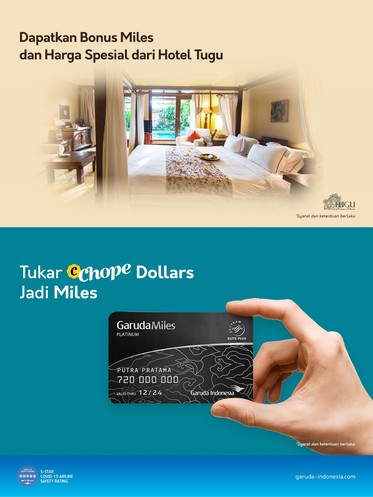 Dapatkan Bonus Miles
dan Harga Spesial dari Hotel Tugu
TUGU
*Syarat dan ketentuan berlaku
Tukar chope Dollars
Jadi Miles
GarudaMiles
PLATINUM
ELITE PLUS
PUTRA PRATAMA
720 000 000
VALID THRU 12/24
Garuda Indonesia
*Syarat dan ketentuan berlaku
5-STAR
COVID-19 AIRLINE
SAFETY RATING
garuda-indonesia.com